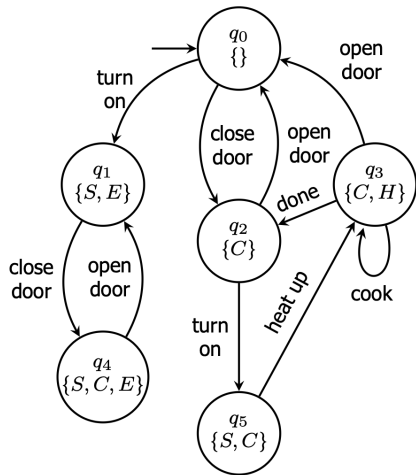 q₀
{}
open
door
turn
on
close
door
open
door
q₁
{S, E}
q₃
{C, H}
done
q₂
{C}
close
door
open
door
cook
heat up
turn
on
q₄
{S, C, E}
q₅
{S, C}